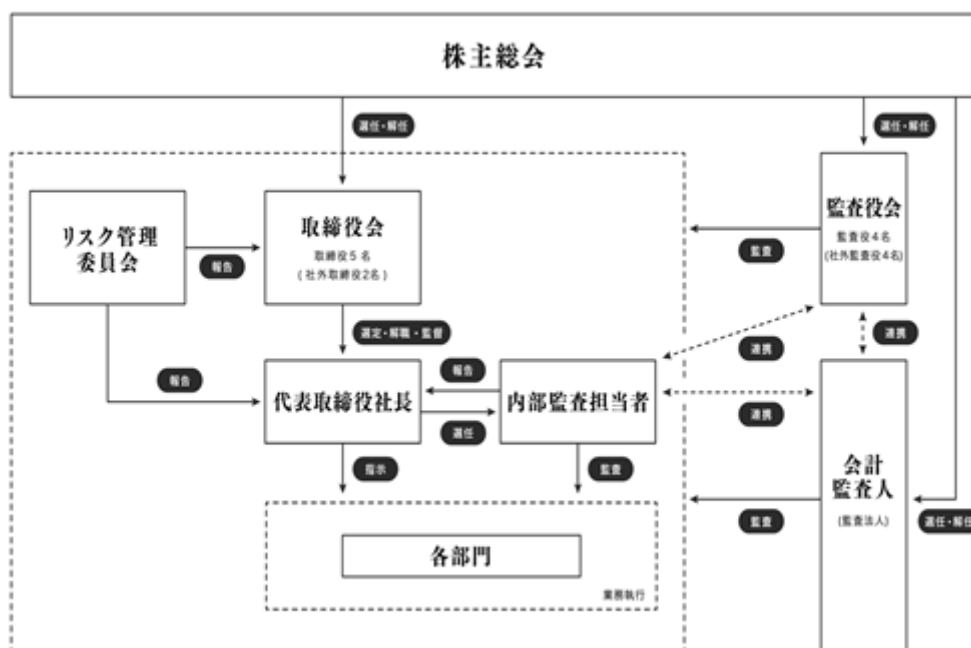 株主総会
選任・解任
選任・解任
リスク管理
委員会
報告
取締役会
取締役5名
(社外取締役2名)
監査
監査役会
監査役4名
(社外監査役4名)
選定・解職・監督
連携
連携
報告
代表取締役社長
報告
選任
内部監査担当者
連携
指示
監査
会計
監査人
(監査法人)
監査
選任・解任
各部門
業務執行